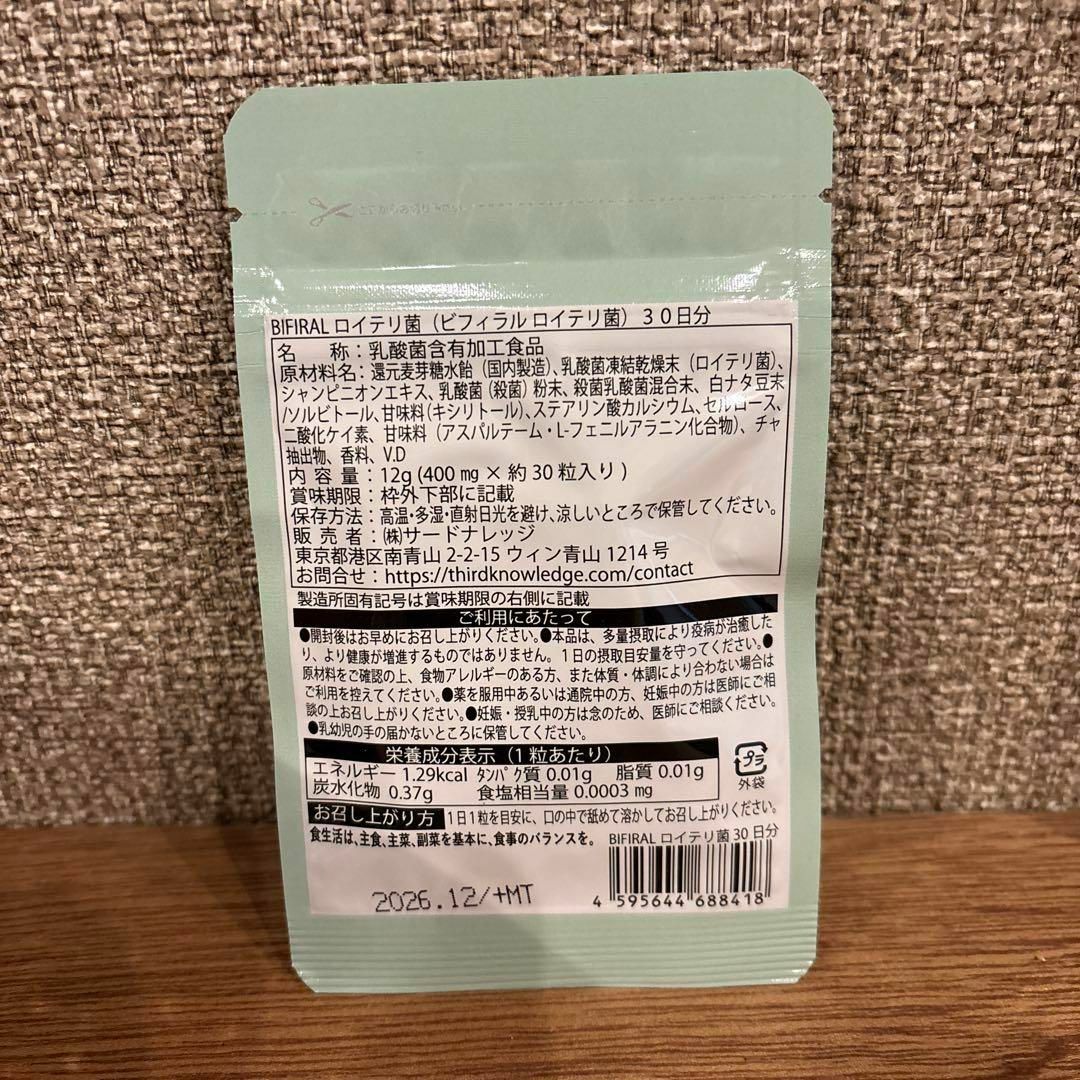 ここから
BIFIRAL ロイテリ菌（ビフィラル ロイテリ菌）３０日分
名　　称：乳酸菌含有加工食品
原材料名：還元麦芽糖水飴（国内製造）、乳酸菌凍結乾燥末（ロイテリ菌）、
シャンピニオンエキス、乳酸菌（殺菌）粉末、殺菌乳酸菌混合末、白ナタ豆末
/ソルビトール、甘味料（キシリトール）、ステアリン酸カルシウム、セルロース、
二酸化ケイ素、甘味料（アスパルテーム・L-フェニルアラニン化合物）、チャ
抽出物、香料、V.D
内 容 量：12g (400 ㎎ × 約 30 粒入り )
賞味期限：枠外下部に記載
保存方法：高温・多湿・直射日光を避け、涼しいところで保管してください。
販 売 者：㈱サードナレッジ
東京都港区南青山 2-2-15 ウィン青山 1214 号
お問合せ：https://thirdknowledge.com/contact
製造所固有記号は賞味期限の右側に記載
ご利用にあたって
●開封後はお早めにお召し上がりください。●本品は、多量摂取により疾病が治癒した
り、より健康が増進するものではありません。1日の摂取目安量を守ってください。●
原材料をご確認の上、食物アレルギーのある方、また体質・体調により合わない場合は
ご利用を控えてください。●薬を服用中あるいは通院中の方、妊娠中の方は医師にご相
談の上お召し上がりください。●妊娠・授乳中の方は念のため、医師にご相談ください。
●乳幼児の手の届かないところに保管してください。
栄養成分表示（1 粒あたり）
エネルギー 1.29kcal ﾀﾝﾊﾟｸ質 0.01g 脂質 0.01g
炭水化物 0.37g 食塩相当量 0.0003 ㎎
プラ
外袋
お召し上がり方 1日1粒を目安に、口の中で舐めて溶かしてお召し上がりください。
食生活は、主食、主菜、副菜を基本に、食事のバランスを。
BIFIRAL ロイテリ菌 30 日分
2026.12/+MT
4 595644 688418